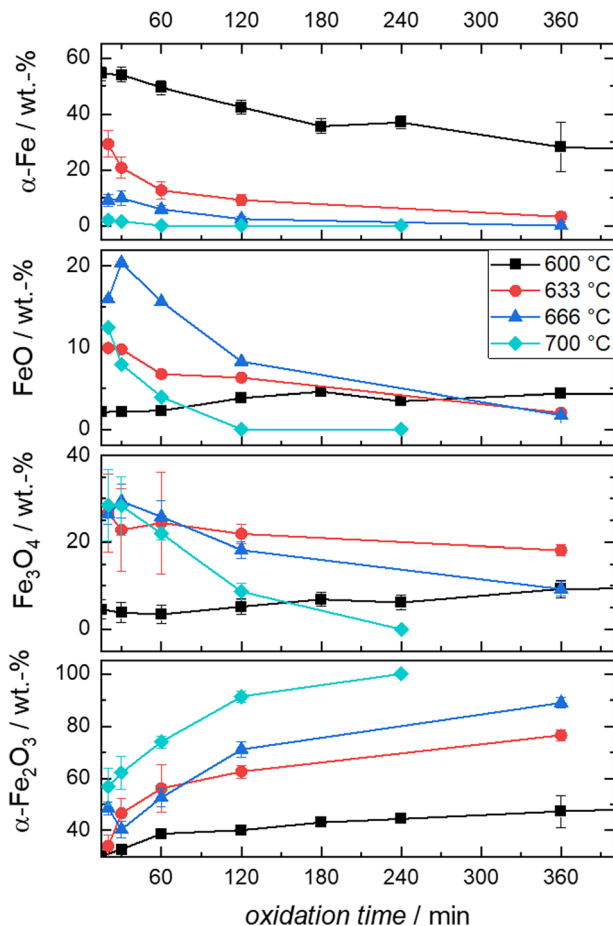 60 120 180 240 300 360
α-Fe / wt.-%
60
40
20
0
FeO / wt.-%
20
10
0
600 °C
633 °C
666 °C
700 °C
Fe₃O₄ / wt.-%
40
20
0
α-Fe₂O₃ / wt.-%
100
80
60
40
60 120 180 240 300 360
oxidation time / min